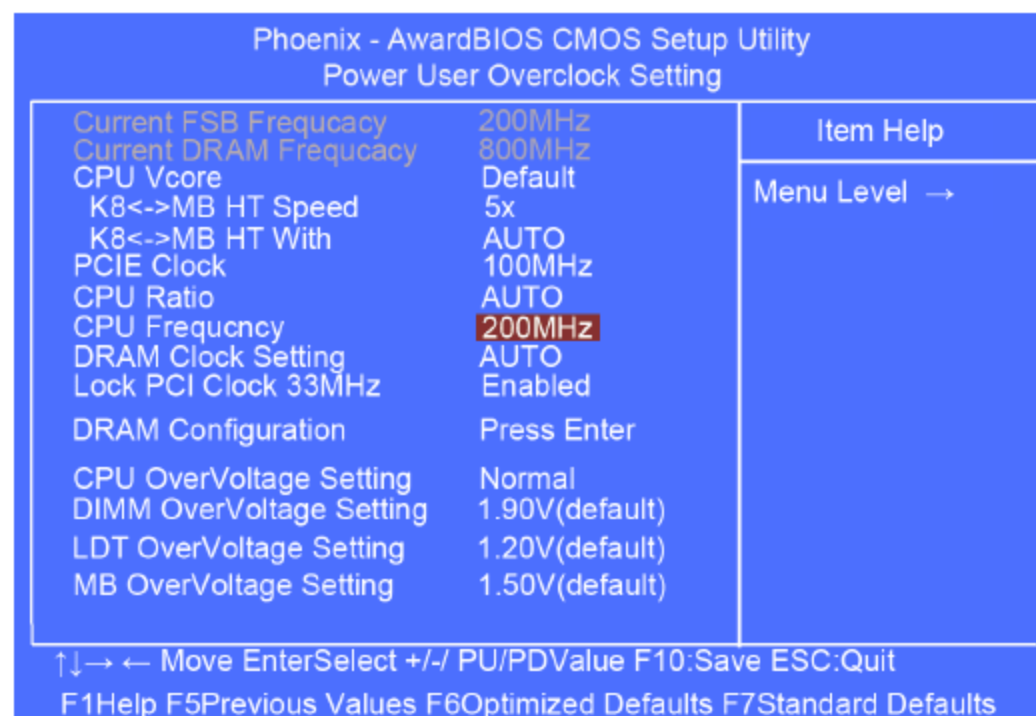 Phoenix - AwardBIOS CMOS Setup Utility
Power User Overclock Setting
Current FSB Frequcacy 200MHz
Current DRAM Frequcacy 800MHz
CPU Vcore Default
K8<->MB HT Speed 5x
K8<->MB HT With AUTO
PCIE Clock 100MHz
CPU Ratio AUTO
CPU Frequcncy 200MHz
DRAM Clock Setting AUTO
Lock PCI Clock 33MHz Enabled
DRAM Configuration Press Enter
CPU OverVoltage Setting Normal
DIMM OverVoltage Setting 1.90V(default)
LDT OverVoltage Setting 1.20V(default)
MB OverVoltage Setting 1.50V(default)
Item Help
Menu Level →
↑↓→ ← Move EnterSelect +/-/ PU/PDValue F10:Save ESC:Quit
F1Help F5Previous Values F6Optimized Defaults F7Standard Defaults